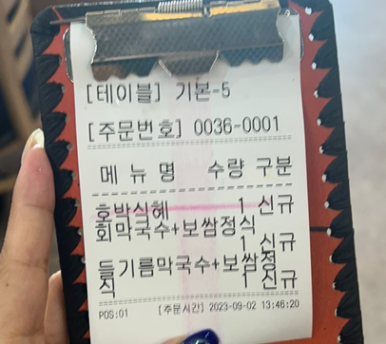 [테이블] 기본-5
[주문번호] 0036-0001
메 뉴 명 수량 구분
호박식혜 1 신규
회막국수+보쌈정식
1 신규
들기름막국수+보쌈정
식 1 신규
POS:01 [주문시간] 2023-09-02 13:46:20